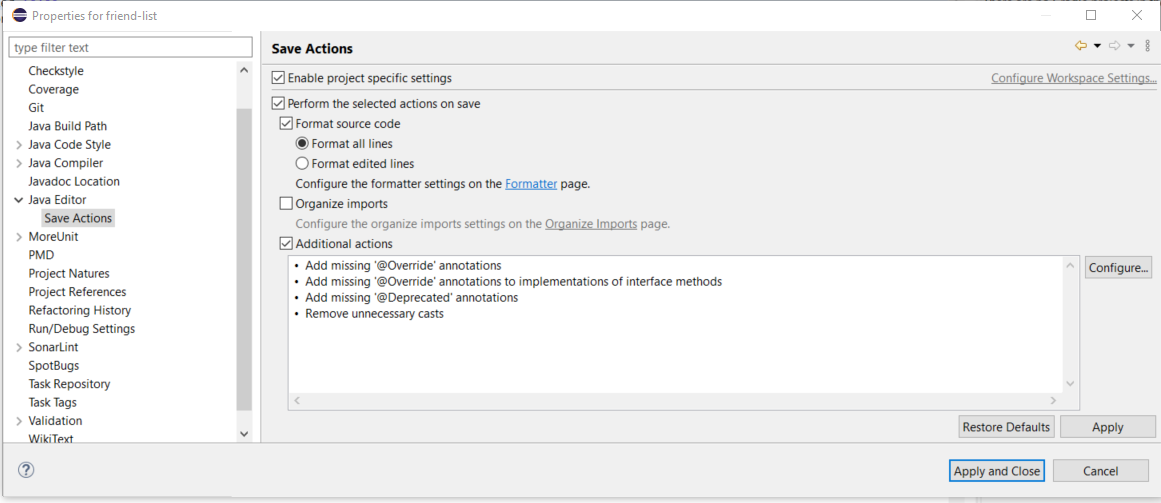 Properties for friend-list
type filter text
Checkstyle
Coverage
Git
Java Build Path
Java Code Style
Java Compiler
Javadoc Location
Java Editor
Save Actions
MoreUnit
PMD
Project Natures
Project References
Refactoring History
Run/Debug Settings
SonarLint
SpotBugs
Task Repository
Task Tags
Validation
WikiText
Save Actions
Enable project specific settings
Configure Workspace Settings...
Perform the selected actions on save
Format source code
Format all lines
Format edited lines
Configure the formatter settings on the Formatter page.
Organize imports
Configure the organize imports settings on the Organize Imports page.
Additional actions
• Add missing '@Override' annotations
• Add missing '@Override' annotations to implementations of interface methods
• Add missing '@Deprecated' annotations
• Remove unnecessary casts
Configure...
Restore Defaults
Apply
Apply and Close
Cancel